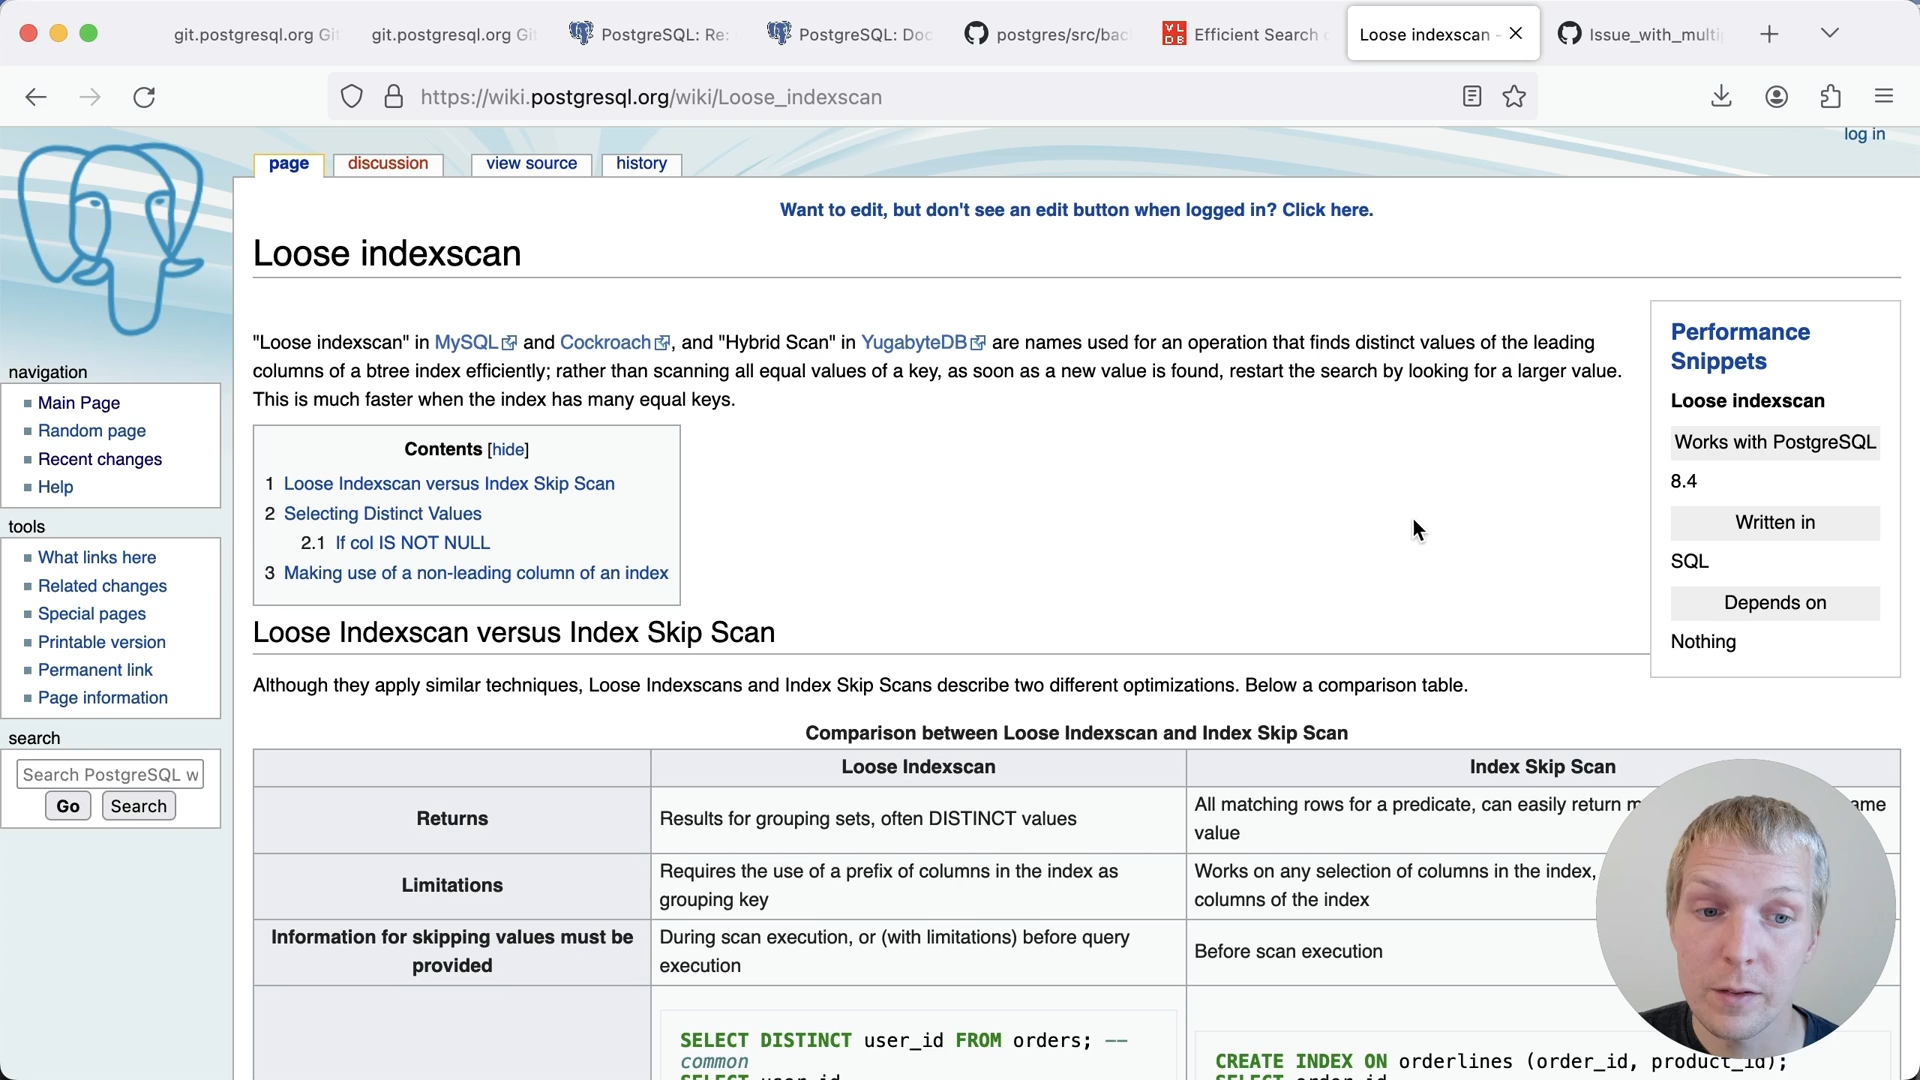 git.postgresql.org Git
git.postgresql.org Git
PostgreSQL: Re:
PostgreSQL: Doc
postgres/src/bac
VLDB
Efficient Search
Loose indexscan -
Issue_with_multi
https://wiki.postgresql.org/wiki/Loose_indexscan
log in
page
discussion
view source
history
Want to edit, but don't see an edit button when logged in? Click here.
Loose indexscan
"Loose indexscan" in MySQL and Cockroach, and "Hybrid Scan" in YugabyteDB are names used for an operation that finds distinct values of the leading
columns of a btree index efficiently; rather than scanning all equal values of a key, as soon as a new value is found, restart the search by looking for a larger value.
This is much faster when the index has many equal keys.
Performance
Snippets
Loose indexscan
Works with PostgreSQL
8.4
Written in
SQL
Depends on
Nothing
navigation
Main Page
Random page
Recent changes
Help
tools
What links here
Related changes
Special pages
Printable version
Permanent link
Page information
search
Search PostgreSQL w
Go
Search
Contents [hide]
1 Loose Indexscan versus Index Skip Scan
2 Selecting Distinct Values
2.1 If col IS NOT NULL
3 Making use of a non-leading column of an index
Loose Indexscan versus Index Skip Scan
Although they apply similar techniques, Loose Indexscans and Index Skip Scans describe two different optimizations. Below a comparison table.
Comparison between Loose Indexscan and Index Skip Scan
Loose Indexscan
Index Skip Scan
Returns
Results for grouping sets, often DISTINCT values
All matching rows for a predicate, can easily return
value
Limitations
Requires the use of a prefix of columns in the index as
grouping key
Works on any selection of columns in the index,
columns of the index
Information for skipping values must be
provided
During scan execution, or (with limitations) before query
execution
Before scan execution
SELECT DISTINCT user_id FROM orders; --
common
SELECT user_id
CREATE INDEX ON orderlines (order_id, product_id);
SELECT order_id